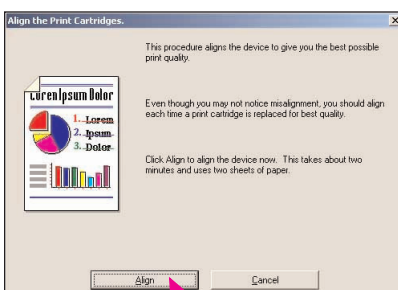 Align the Print Cartridges.
This procedure aligns the device to give you the best possible
print quality.
Lorem Ipsum Dolor
1. Lorem
2. Ipsum
3. Dolor
Even though you may not notice misalignment, you should align
each time a print cartridge is replaced for best quality.
Click Align to align the device now. This takes about two
minutes and uses two sheets of paper.
Align
Cancel